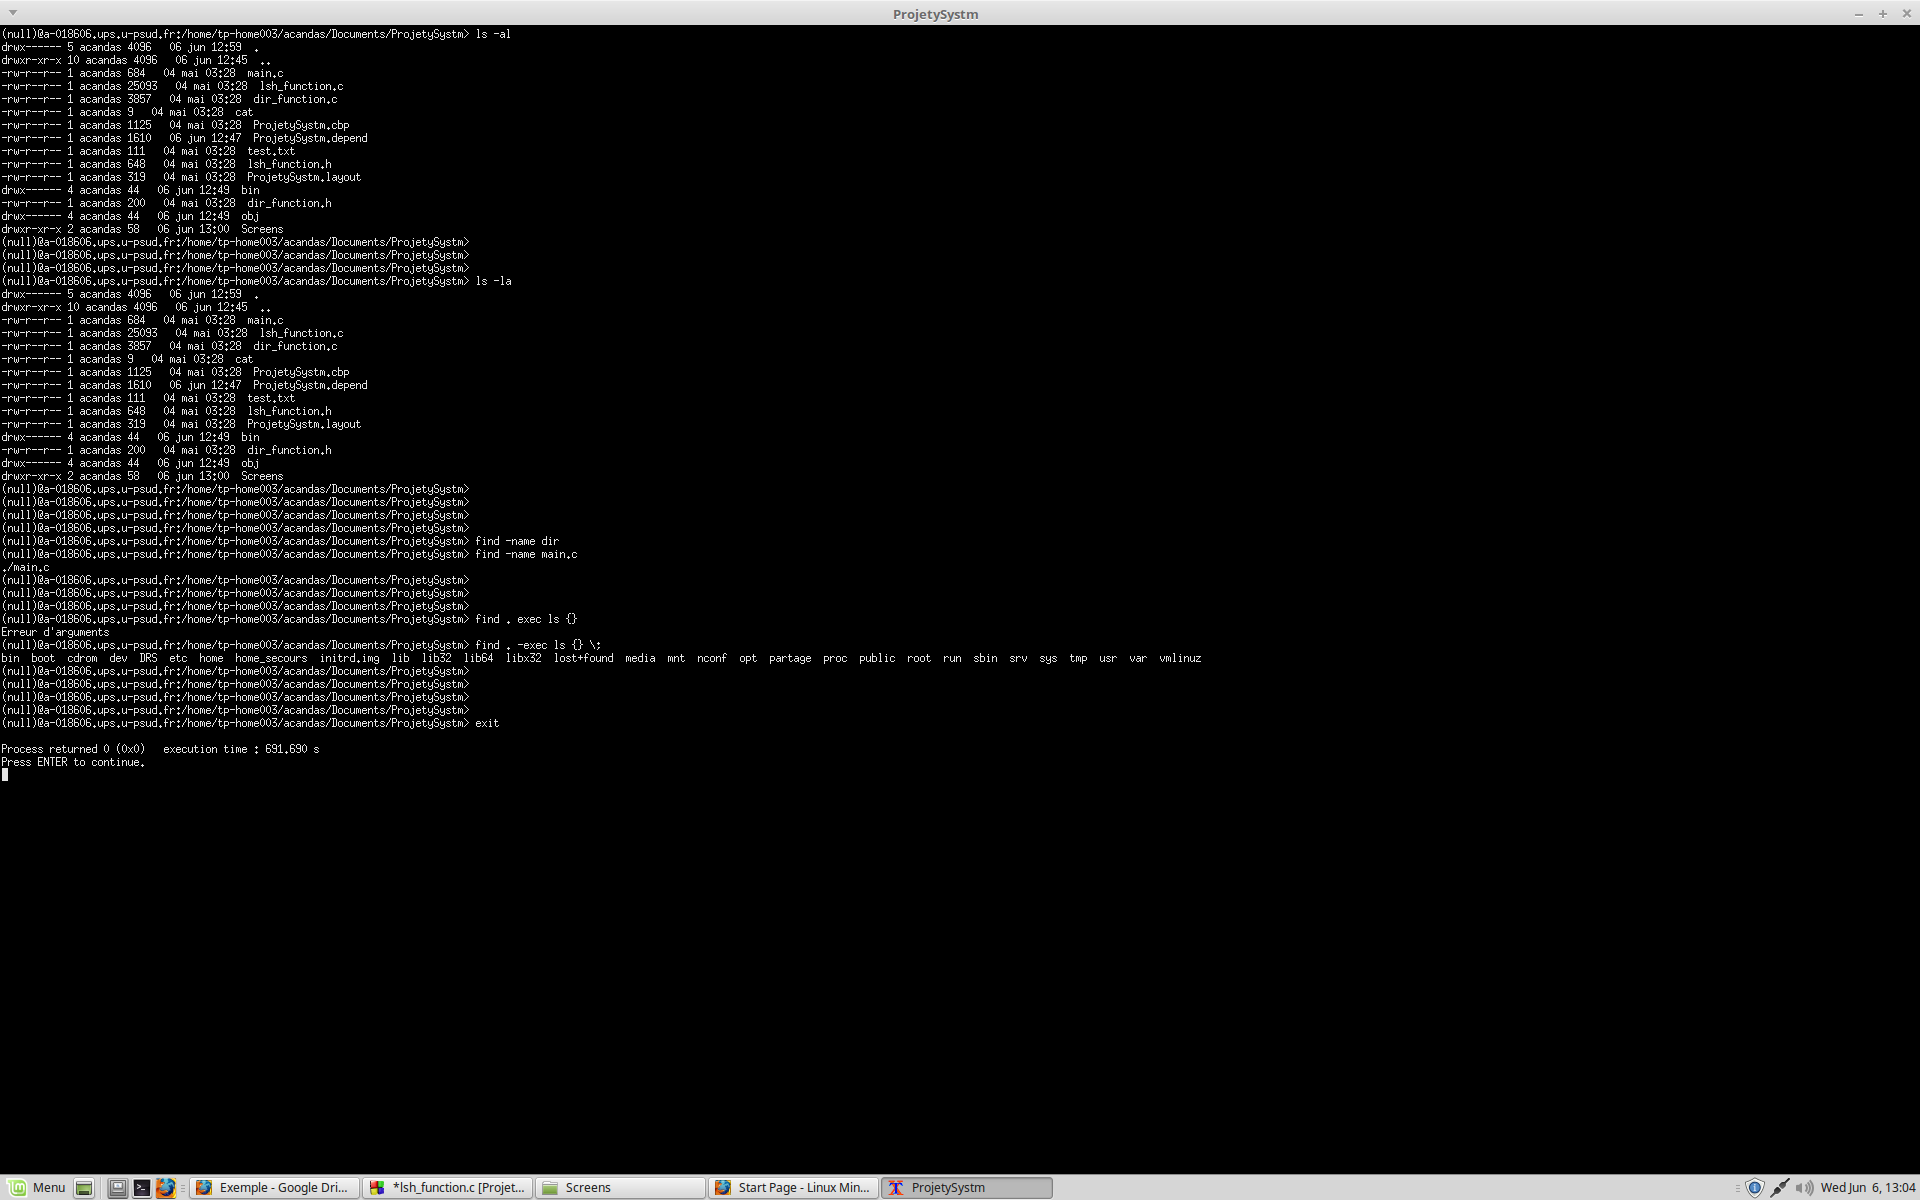 ProjetySystm
(null)@a-018606.ups.u-psud.fr:/home/tp-home003/acandas/Documents/ProjetySystm> ls -al
drwx------ 5 acandas 4096   06 jun 12:59  .
drwxr-xr-x 10 acandas 4096   06 jun 12:45  ..
-rw-r--r-- 1 acandas 684   04 mai 03:28  main.c
-rw-r--r-- 1 acandas 25093   04 mai 03:28  lsh_function.c
-rw-r--r-- 1 acandas 3857   04 mai 03:28  dir_function.c
-rw-r--r-- 1 acandas 9   04 mai 03:28  cat
-rw-r--r-- 1 acandas 1125   04 mai 03:28  ProjetySystm.cbp
-rw-r--r-- 1 acandas 1610   06 jun 12:47  ProjetySystm.depend
-rw-r--r-- 1 acandas 111   04 mai 03:28  test.txt
-rw-r--r-- 1 acandas 648   04 mai 03:28  lsh_function.h
-rw-r--r-- 1 acandas 319   04 mai 03:28  ProjetySystm.layout
drwx------ 4 acandas 44   06 jun 12:49  bin
-rw-r--r-- 1 acandas 200   04 mai 03:28  dir_function.h
drwx------ 4 acandas 44   06 jun 12:49  obj
drwxr-xr-x 2 acandas 58   06 jun 13:00  Screens
(null)@a-018606.ups.u-psud.fr:/home/tp-home003/acandas/Documents/ProjetySystm>
(null)@a-018606.ups.u-psud.fr:/home/tp-home003/acandas/Documents/ProjetySystm>
(null)@a-018606.ups.u-psud.fr:/home/tp-home003/acandas/Documents/ProjetySystm>
(null)@a-018606.ups.u-psud.fr:/home/tp-home003/acandas/Documents/ProjetySystm> ls -la
drwx------ 5 acandas 4096   06 jun 12:59  .
drwxr-xr-x 10 acandas 4096   06 jun 12:45  ..
-rw-r--r-- 1 acandas 684   04 mai 03:28  main.c
-rw-r--r-- 1 acandas 25093   04 mai 03:28  lsh_function.c
-rw-r--r-- 1 acandas 3857   04 mai 03:28  dir_function.c
-rw-r--r-- 1 acandas 9   04 mai 03:28  cat
-rw-r--r-- 1 acandas 1125   04 mai 03:28  ProjetySystm.cbp
-rw-r--r-- 1 acandas 1610   06 jun 12:47  ProjetySystm.depend
-rw-r--r-- 1 acandas 111   04 mai 03:28  test.txt
-rw-r--r-- 1 acandas 648   04 mai 03:28  lsh_function.h
-rw-r--r-- 1 acandas 319   04 mai 03:28  ProjetySystm.layout
drwx------ 4 acandas 44   06 jun 12:49  bin
-rw-r--r-- 1 acandas 200   04 mai 03:28  dir_function.h
drwx------ 4 acandas 44   06 jun 12:49  obj
drwxr-xr-x 2 acandas 58   06 jun 13:00  Screens
(null)@a-018606.ups.u-psud.fr:/home/tp-home003/acandas/Documents/ProjetySystm>
(null)@a-018606.ups.u-psud.fr:/home/tp-home003/acandas/Documents/ProjetySystm>
(null)@a-018606.ups.u-psud.fr:/home/tp-home003/acandas/Documents/ProjetySystm>
(null)@a-018606.ups.u-psud.fr:/home/tp-home003/acandas/Documents/ProjetySystm>
(null)@a-018606.ups.u-psud.fr:/home/tp-home003/acandas/Documents/ProjetySystm> find -name dir
(null)@a-018606.ups.u-psud.fr:/home/tp-home003/acandas/Documents/ProjetySystm> find -name main.c
./main.c
(null)@a-018606.ups.u-psud.fr:/home/tp-home003/acandas/Documents/ProjetySystm>
(null)@a-018606.ups.u-psud.fr:/home/tp-home003/acandas/Documents/ProjetySystm>
(null)@a-018606.ups.u-psud.fr:/home/tp-home003/acandas/Documents/ProjetySystm>
(null)@a-018606.ups.u-psud.fr:/home/tp-home003/acandas/Documents/ProjetySystm> find . exec ls {}
Erreur d'arguments
(null)@a-018606.ups.u-psud.fr:/home/tp-home003/acandas/Documents/ProjetySystm> find . -exec ls {} \;
bin  boot  cdrom  dev  DRS  etc  home  home_secours  initrd.img  lib  lib32  lib64  libx32  lost+found  media  mnt  nconf  opt  partage  proc  public  root  run  sbin  srv  sys  tmp  usr  var  vmlinuz
(null)@a-018606.ups.u-psud.fr:/home/tp-home003/acandas/Documents/ProjetySystm>
(null)@a-018606.ups.u-psud.fr:/home/tp-home003/acandas/Documents/ProjetySystm>
(null)@a-018606.ups.u-psud.fr:/home/tp-home003/acandas/Documents/ProjetySystm>
(null)@a-018606.ups.u-psud.fr:/home/tp-home003/acandas/Documents/ProjetySystm> exit
Process returned 0 (0x0)   execution time : 691.690 s
Press ENTER to continue.
Menu Exemple - Google Dri... *lsh_function.c [Projet... Screens Start Page - Linux Min... ProjetySystm Wed Jun 6, 13:04